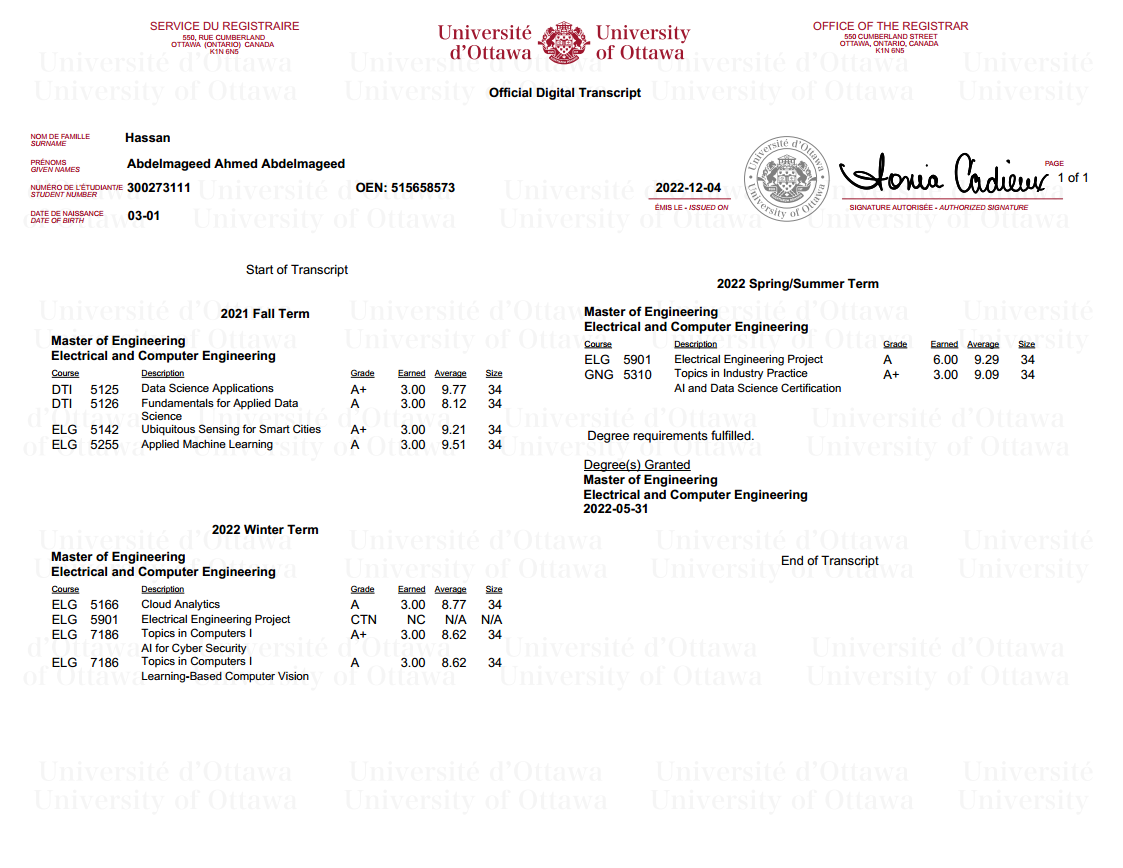 SERVICE DU REGISTRAIRE
550, RUE CUMBERLAND
OTTAWA (ONTARIO) CANADA
K1N 6N5
Université d'Ottawa
University of Ottawa
OFFICE OF THE REGISTRAR
550 CUMBERLAND STREET
OTTAWA, ONTARIO, CANADA
K1N 6N5
Official Digital Transcript
NOM DE FAMILLE
SURNAME
Hassan
PRÉNOMS
GIVEN NAMES
Abdelmageed Ahmed Abdelmageed
NUMÉRO DE L'ÉTUDIANT/E
STUDENT NUMBER
300273111
OEN: 515658573
DATE DE NAISSANCE
DATE OF BIRTH
03-01
2022-12-04
ÉMIS LE - ISSUED ON
Université d'Ottawa
University of Ottawa
Tonia Cadieux
SIGNATURE AUTORISÉE - AUTHORIZED SIGNATURE
PAGE
1 of 1
Start of Transcript
2021 Fall Term
Master of Engineering
Electrical and Computer Engineering
Course Description Grade Earned Average Size
DTI 5125 Data Science Applications A+ 3.00 9.77 34
DTI 5126 Fundamentals for Applied Data A 3.00 8.12 34
Science
ELG 5142 Ubiquitous Sensing for Smart Cities A+ 3.00 9.21 34
ELG 5255 Applied Machine Learning A 3.00 9.51 34
2022 Winter Term
Master of Engineering
Electrical and Computer Engineering
Course Description Grade Earned Average Size
ELG 5166 Cloud Analytics A 3.00 8.77 34
ELG 5901 Electrical Engineering Project CTN NC N/A N/A
ELG 7186 Topics in Computers I A+ 3.00 8.62 34
AI for Cyber Security
ELG 7186 Topics in Computers I A 3.00 8.62 34
Learning-Based Computer Vision
2022 Spring/Summer Term
Master of Engineering
Electrical and Computer Engineering
Course Description Grade Earned Average Size
ELG 5901 Electrical Engineering Project A 6.00 9.29 34
GNG 5310 Topics in Industry Practice A+ 3.00 9.09 34
AI and Data Science Certification
Degree requirements fulfilled.
Degree(s) Granted
Master of Engineering
Electrical and Computer Engineering
2022-05-31
End of Transcript